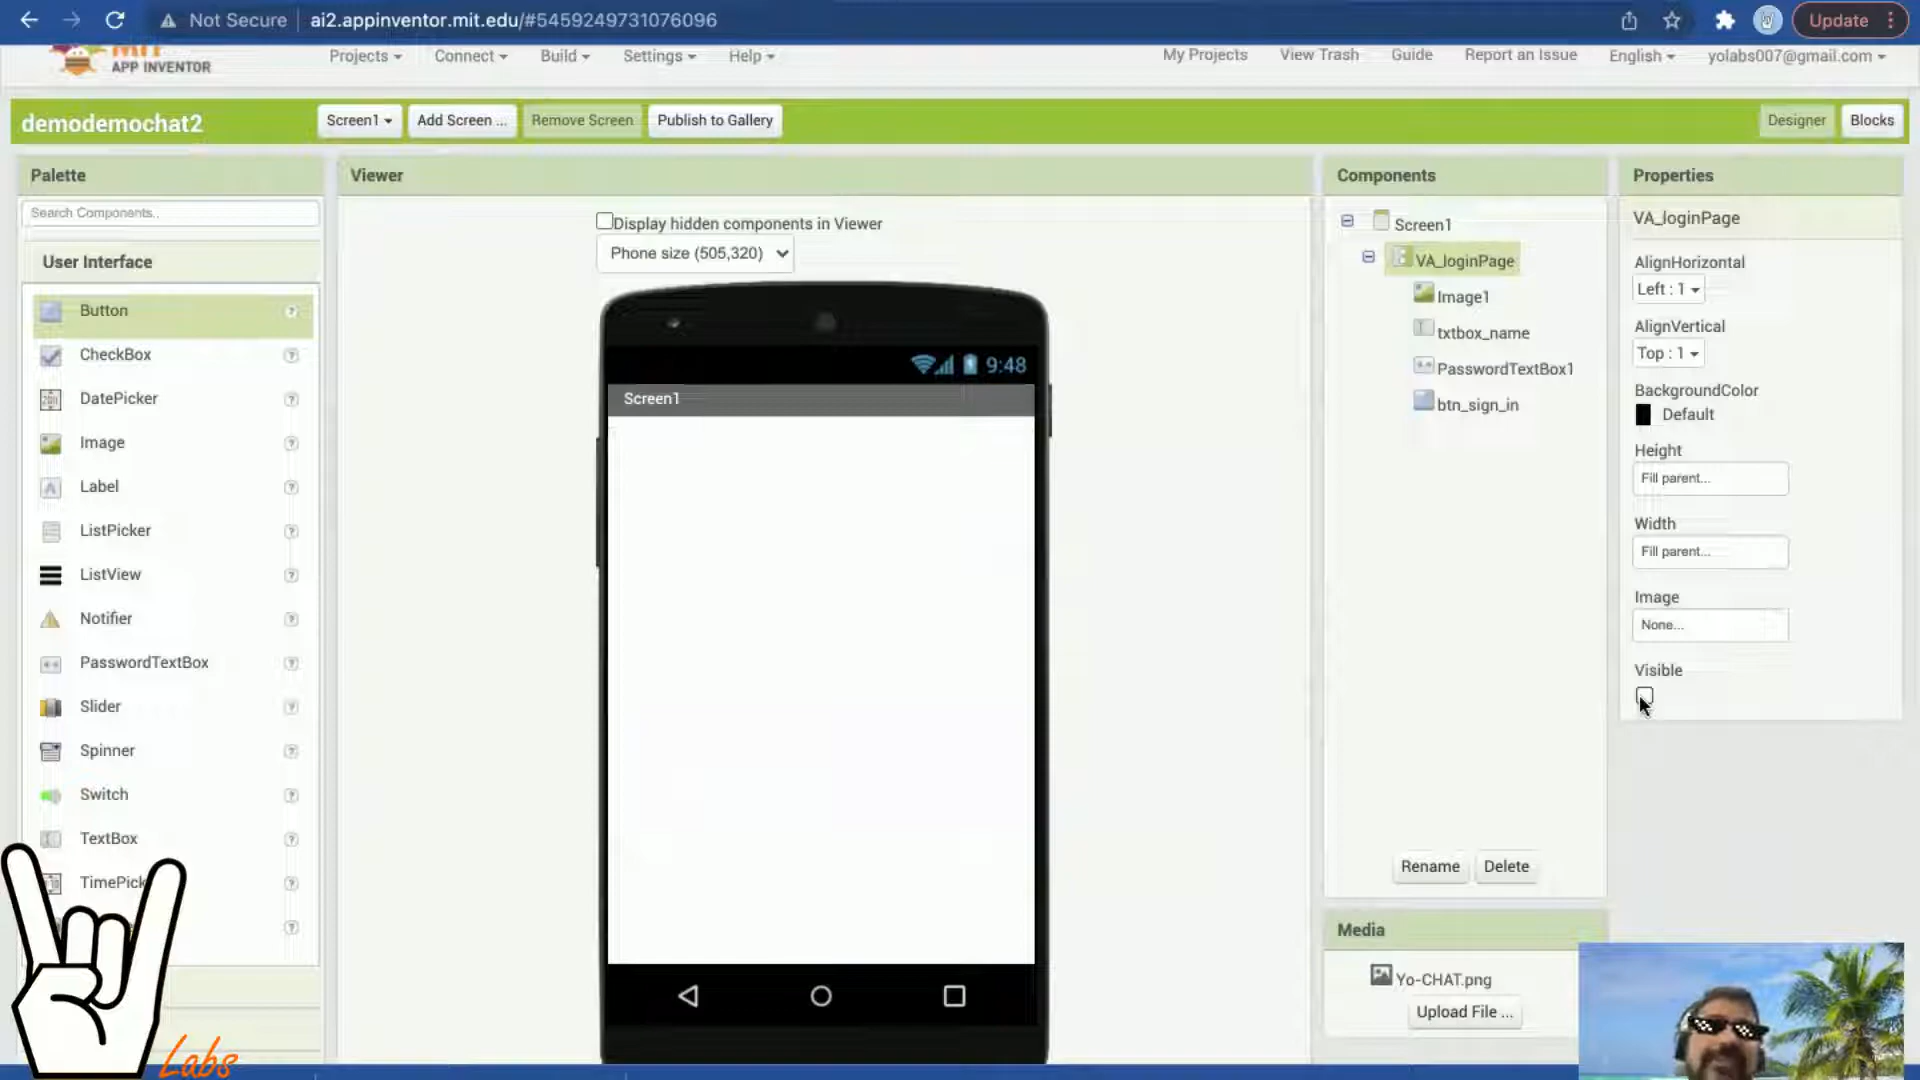 Not Secure | ai2.appinventor.mit.edu/#5459249731076096
Update
MIT
APP INVENTOR
Projects
Connect
Build
Settings
Help
My Projects
View Trash
Guide
Report an Issue
English
yolabs007@gmail.com
demodemochat2
Screen1
Add Screen ...
Remove Screen
Publish to Gallery
Designer
Blocks
Palette
Search Components..
User Interface
Button
?
CheckBox
?
DatePicker
?
Image
?
Label
?
ListPicker
?
ListView
?
Notifier
?
PasswordTextBox
?
Slider
?
Spinner
?
Switch
?
TextBox
?
TimePick
?
?
Labs
Viewer
Display hidden components in Viewer
Phone size (505,320)
9:48
Screen1
Components
Screen1
VA_loginPage
Image1
txtbox_name
PasswordTextBox1
btn_sign_in
Rename
Delete
Media
Yo-CHAT.png
Upload File ...
Properties
VA_loginPage
AlignHorizontal
Left : 1
AlignVertical
Top : 1
BackgroundColor
Default
Height
Fill parent...
Width
Fill parent...
Image
None...
Visible